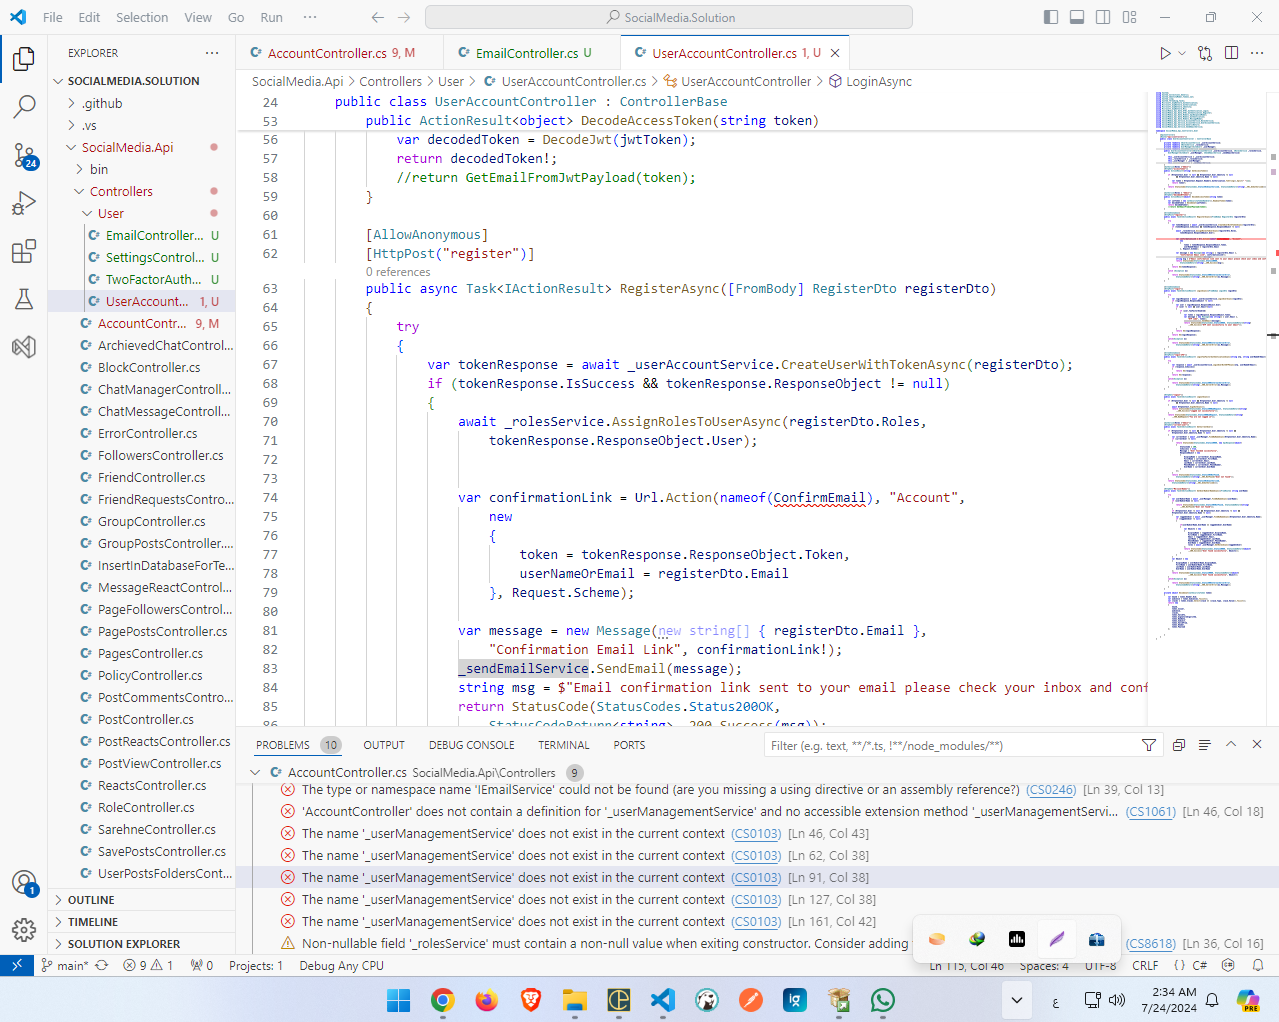 File Edit Selection View Go Run ···
SocialMedia.Solution
EXPLORER
SOCIALMEDIA.SOLUTION
.github
.vs
SocialMedia.Api
bin
Controllers
User
EmailController... U
SettingsControl... U
TwoFactorAuth... U
UserAccount... 1, U
AccountContr... 9, M
ArchievedChatControl...
BlockController.cs
ChatManagerControll...
ChatMessageControll...
ErrorController.cs
FollowersController.cs
FriendController.cs
FriendRequestsContro...
GroupController.cs
GroupPostsController....
InsertInDatabaseForTe...
MessageReactControll...
PageFollowersControl...
PagePostsController.cs
PagesController.cs
PolicyController.cs
PostCommentsContro...
PostController.cs
PostReactsController.cs
PostViewController.cs
ReactsController.cs
RoleController.cs
SarehneController.cs
SavePostsController.cs
UserPostsFoldersCont...
OUTLINE
TIMELINE
SOLUTION EXPLORER
24
1
AccountController.cs 9, M
EmailController.cs U
UserAccountController.cs 1, U
SocialMedia.Api > Controllers > User > UserAccountController.cs > UserAccountController > LoginAsync
24 public class UserAccountController : ControllerBase
53 public ActionResult<object> DecodeAccessToken(string token)
56 var decodedToken = DecodeJwt(jwtToken);
57 return decodedToken!;
58 //return GetEmailFromJwtPayload(token);
59 }
60
61 [AllowAnonymous]
62 [HttpPost("register")]
0 references
63 public async Task<IActionResult> RegisterAsync([FromBody] RegisterDto registerDto)
64 {
65 try
66 {
67 var tokenResponse = await _userAccountService.CreateUserWithTokenAsync(registerDto);
68 if (tokenResponse.IsSuccess && tokenResponse.ResponseObject != null)
69 {
70 await _rolesService.AssignRolesToUserAsync(registerDto.Roles,
71 tokenResponse.ResponseObject.User);
72
73
74 var confirmationLink = Url.Action(nameof(ConfirmEmail), "Account",
75 new
76 {
77 token = tokenResponse.ResponseObject.Token,
78 userNameOrEmail = registerDto.Email
79 }, Request.Scheme);
80
81 var message = new Message(new string[] { registerDto.Email },
82 "Confirmation Email Link", confirmationLink!);
83 _sendEmailService.SendEmail(message);
84 string msg = $"Email confirmation link sent to your email please check your inbox and conf
85 return StatusCode(StatusCodes.Status200OK,
86 StatusCodeReturn<string>._200_Success(msg));
PROBLEMS 10 OUTPUT DEBUG CONSOLE TERMINAL PORTS
Filter (e.g. text, **/*.ts, !**/node_modules/**)
AccountController.cs SocialMedia.Api\Controllers 9
The type or namespace name 'IEmailService' could not be found (are you missing a using directive or an assembly reference?) (CS0246) [Ln 39, Col 13]
'AccountController' does not contain a definition for '_userManagementService' and no accessible extension method '_userManagementServi... (CS1061) [Ln 46, Col 18]
The name '_userManagementService' does not exist in the current context (CS0103) [Ln 46, Col 43]
The name '_userManagementService' does not exist in the current context (CS0103) [Ln 62, Col 38]
The name '_userManagementService' does not exist in the current context (CS0103) [Ln 91, Col 38]
The name '_userManagementService' does not exist in the current context (CS0103) [Ln 127, Col 38]
The name '_userManagementService' does not exist in the current context (CS0103) [Ln 161, Col 42]
Non-nullable field '_rolesService' must contain a non-null value when exiting constructor. Consider adding (CS8618) [Ln 36, Col 16]
main* 9 1 0 Projects: 1 Debug Any CPU Ln 115, Col 46 Spaces: 4 UTF-8 CRLF {} C#
ع
2:34 AM
7/24/2024
PRE